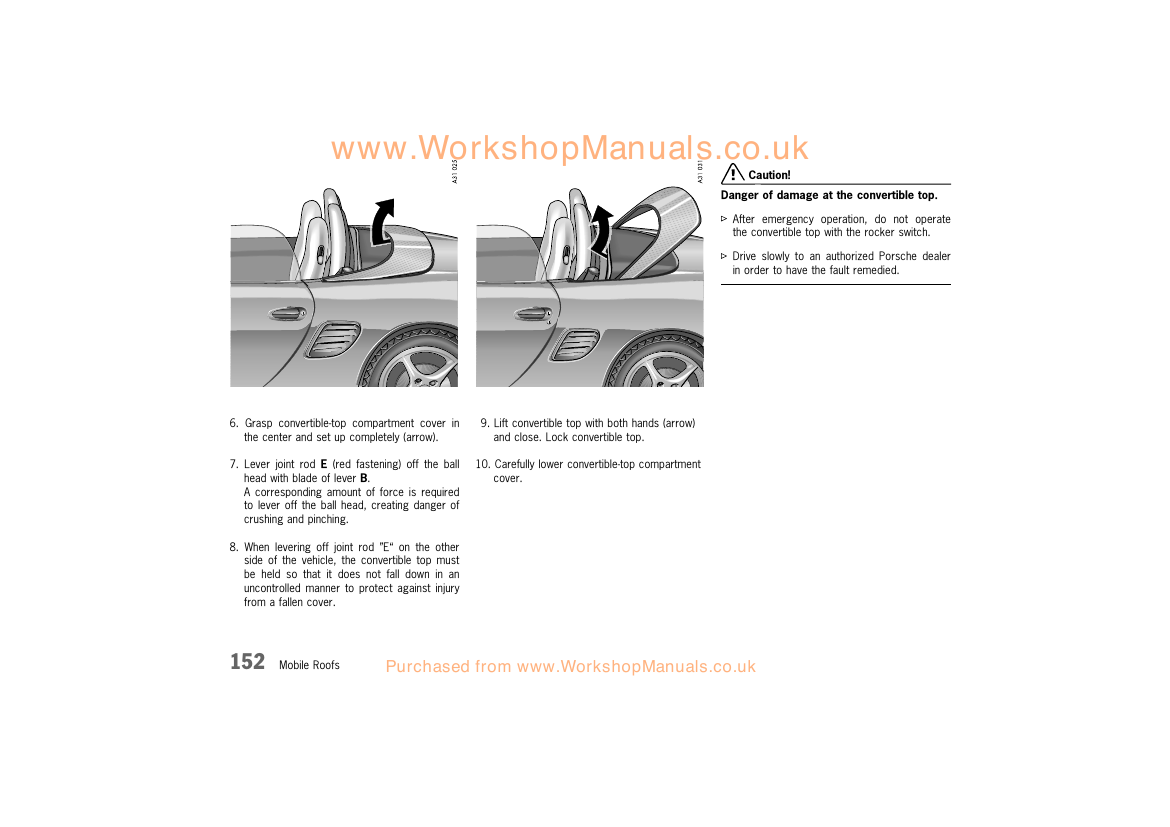 www.WorkshopManuals.co.uk
A31 025
6. Grasp convertible-top compartment cover in
the center and set up completely (arrow).
7. Lever joint rod E (red fastening) off the ball
head with blade of lever B.
A corresponding amount of force is required
to lever off the ball head, creating danger of
crushing and pinching.
8. When levering off joint rod ”E“ on the other
side of the vehicle, the convertible top must
be held so that it does not fall down in an
uncontrolled manner to protect against injury
from a fallen cover.
A31 031
9. Lift convertible top with both hands (arrow)
and close. Lock convertible top.
10. Carefully lower convertible-top compartment
cover.
Caution!
Danger of damage at the convertible top.
▷ After emergency operation, do not operate
the convertible top with the rocker switch.
▷ Drive slowly to an authorized Porsche dealer
in order to have the fault remedied.
152 Mobile Roofs
Purchased from www.WorkshopManuals.co.uk